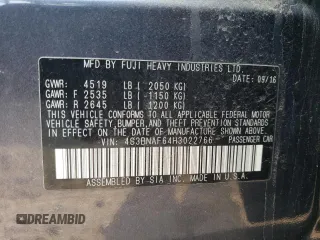 MFD BY FUJI HEAVY INDUSTRIES LTD.
DATE: 09/16
GVWR: 4519 LB ( 2050 KG)
GAWR: F 2535 LB ( 1150 KG)
GAWR: R 2645 LB ( 1200 KG)
THIS VEHICLE CONFORMS TO ALL APPLICABLE FEDERAL MOTOR
VEHICLE SAFETY, BUMPER, AND THEFT PREVENTION STANDARDS
IN EFFECT ON THE DATE OF MANUFACTURE SHOWN ABOVE.
VIN: 4S3BNAF64H3022766 PASSENGER CAR
ASSEMBLED BY SIA INC. MADE IN U.S.A.
DREAMBID